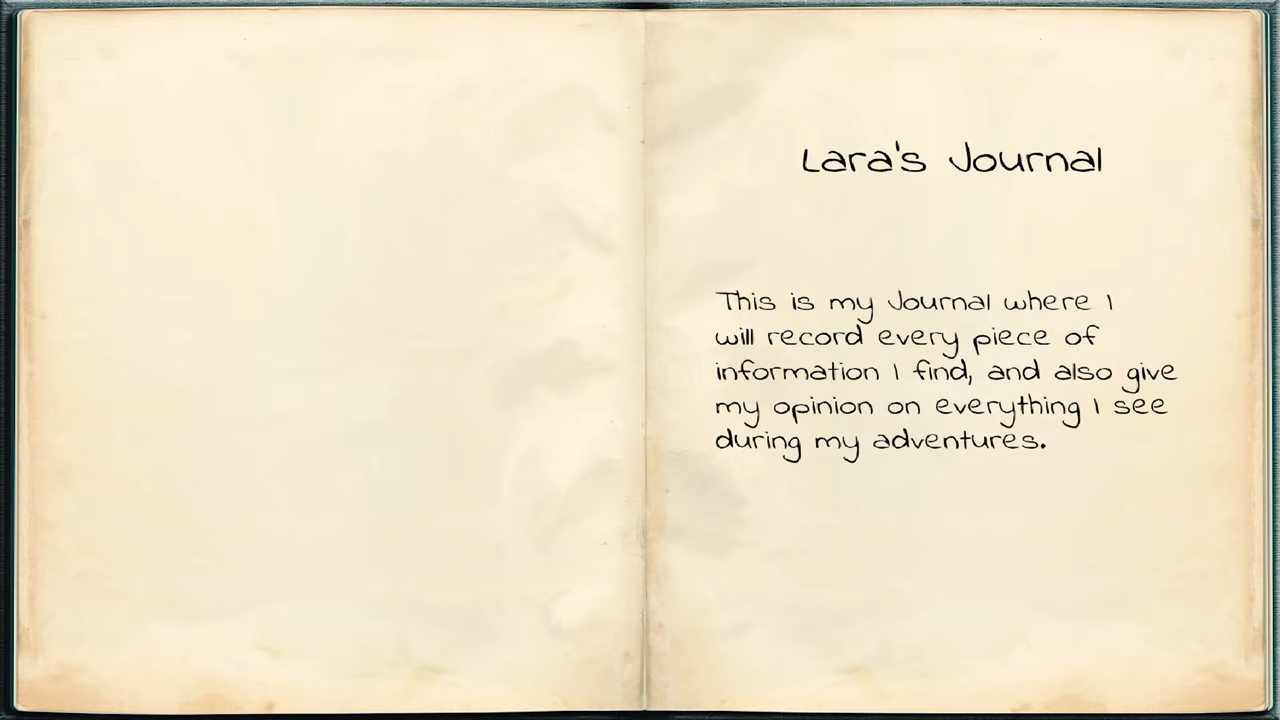 Lara's Journal
This is my Journal where I
will record every piece of
information I find, and also give
my opinion on everything I see
during my adventures.